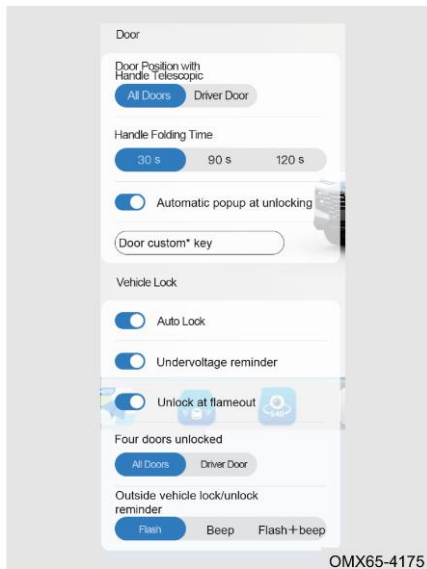 Door
Door Position with
Handle Telescopic
All Doors Driver Door
Handle Folding Time
30 s 90 s 120 s
Automatic popup at unlocking
Door custom* key
Vehicle Lock
Auto Lock
Undervoltage reminder
Unlock at flameout
540
Four doors unlocked
All Doors Driver Door
Outside vehicle lock/unlock
reminder
Flash Beep Flash+beep
OMX65-4175